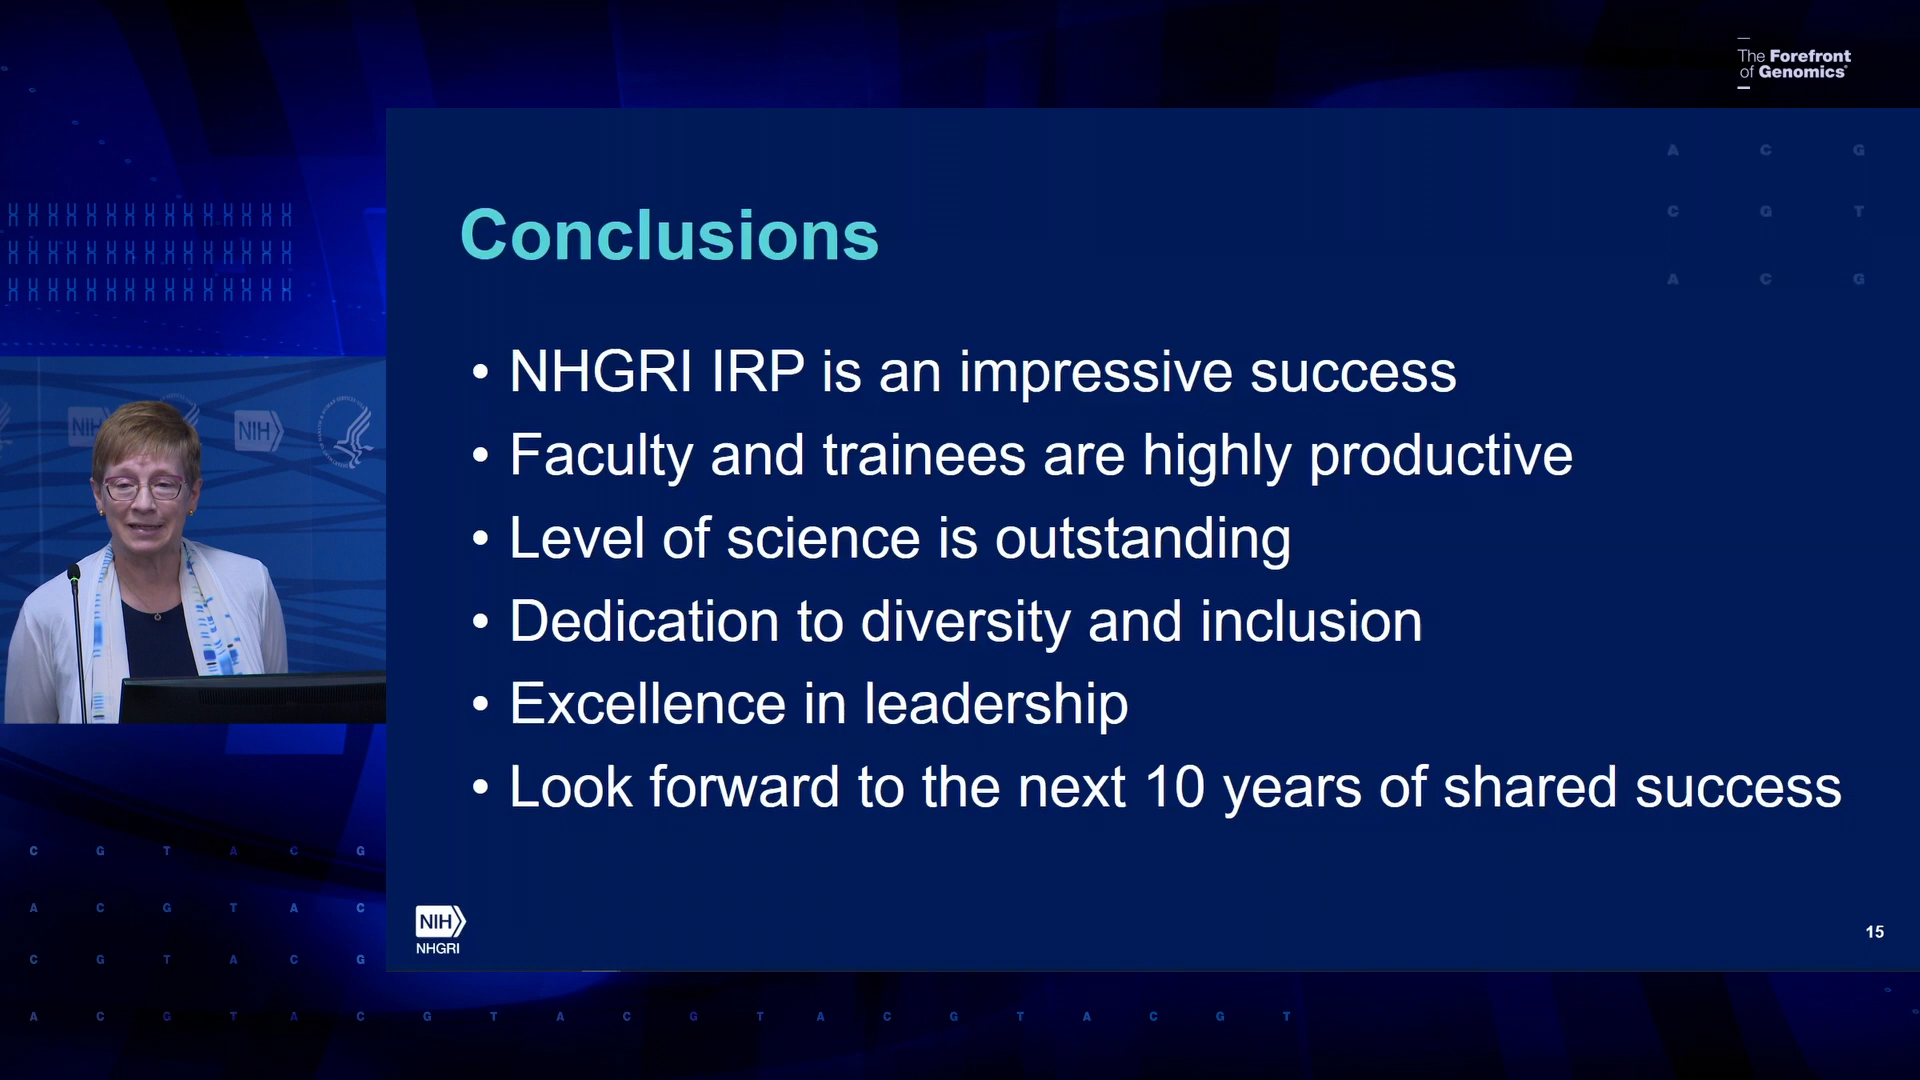 The Forefront
of Genomics®
A C G
C G T
A C G
Conclusions
• NHGRI IRP is an impressive success
• Faculty and trainees are highly productive
• Level of science is outstanding
• Dedication to diversity and inclusion
• Excellence in leadership
• Look forward to the next 10 years of shared success
NIH
NHGRI
15
NIH
NIH
C G T A C G
A C G T A C
C G T A C G
A C G T A C G T A C G T A C G T A C G T